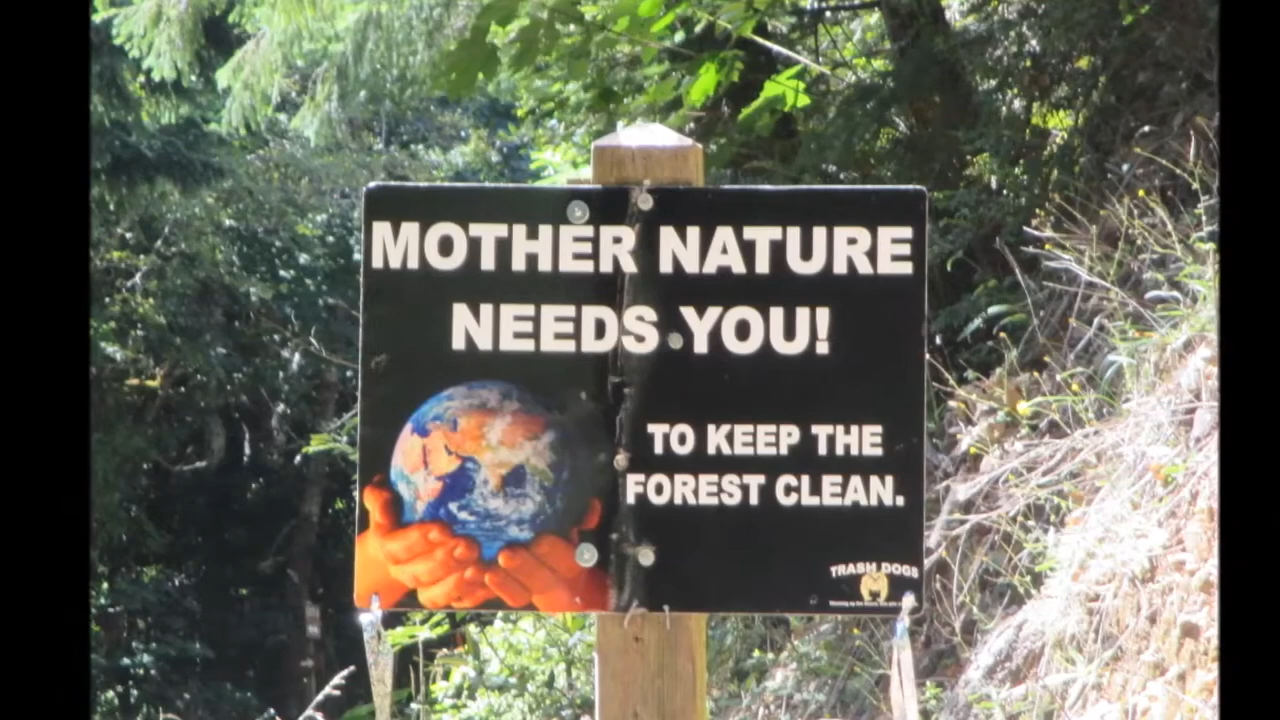 MOTHER NATURE
NEEDS YOU!
TO KEEP THE
FOREST CLEAN.
TRASH DOGS